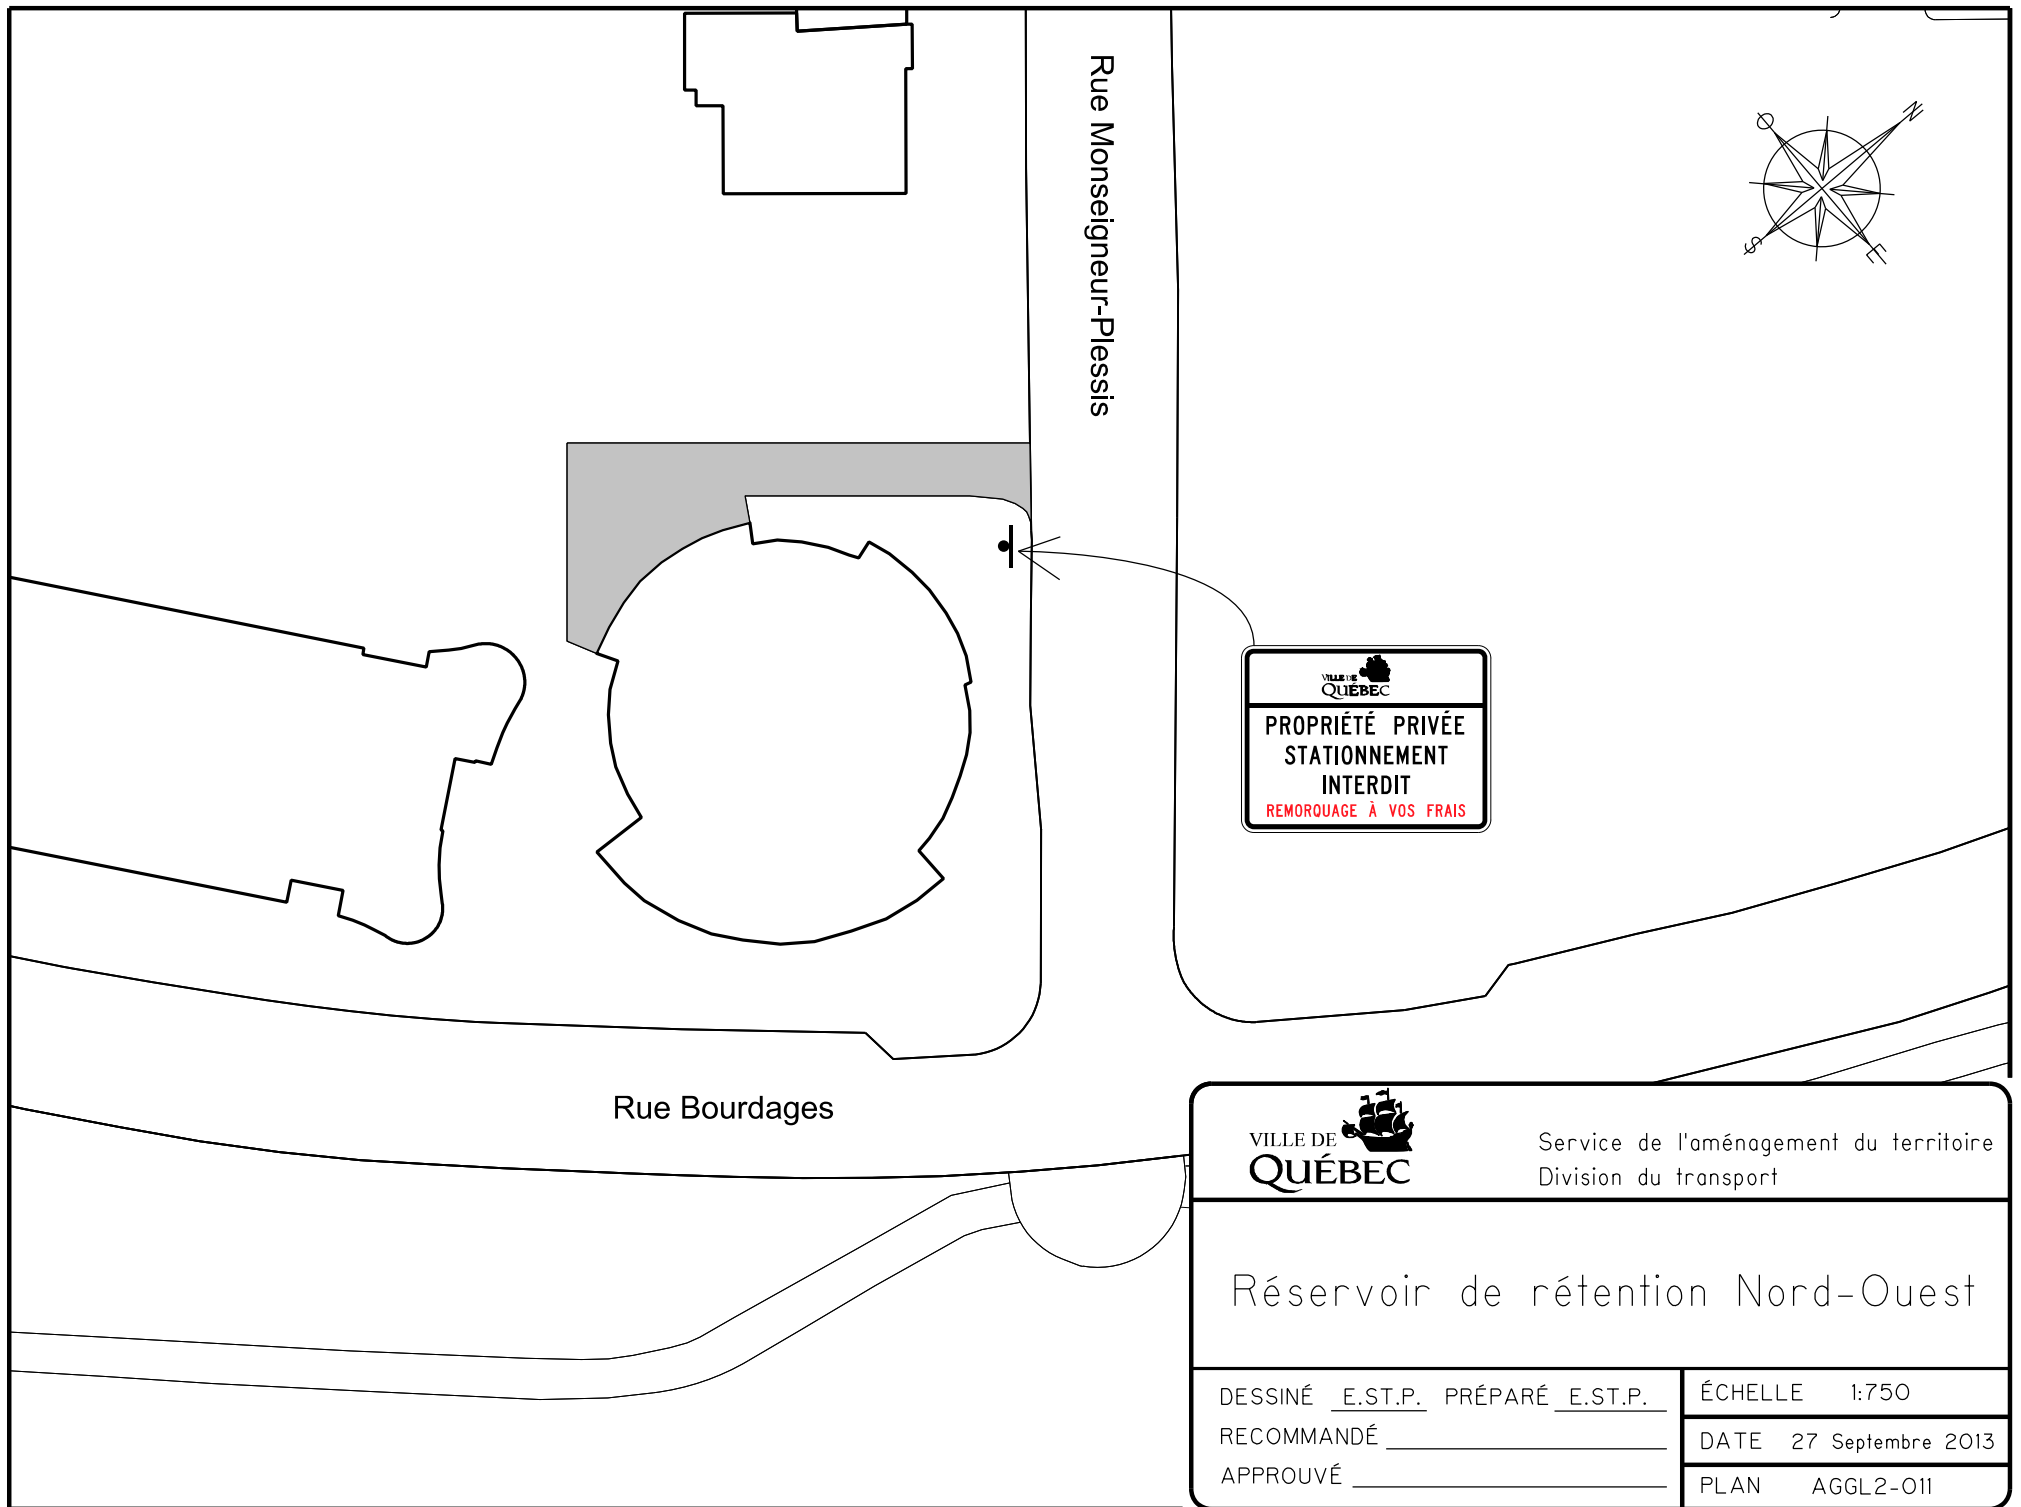 Rue Monseigneur-Plessis
O
N
S
E
VILLE DE
QUÉBEC
PROPRIÉTÉ PRIVÉE
STATIONNEMENT
INTERDIT
REMORQUAGE À VOS FRAIS
Rue Bourdages
VILLE DE
QUÉBEC
Service de l'aménagement du territoire
Division du transport
Réservoir de rétention Nord-Ouest
DESSINÉ E.ST.P. PRÉPARÉ E.ST.P.
RECOMMANDÉ
APPROUVÉ
ÉCHELLE 1:750
DATE 27 Septembre 2013
PLAN AGGL2-011